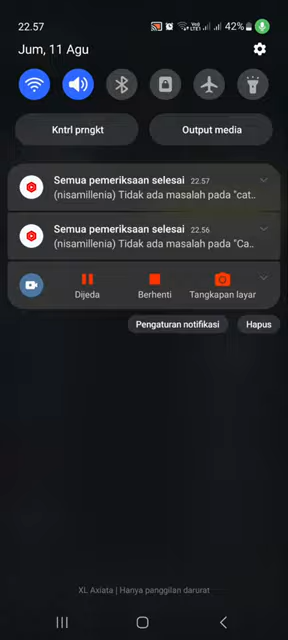 22.57
42%
Jum, 11 Agu
Kntrl prngkt
Output media
Semua pemeriksaan selesai 22.57
(nisamillenia) Tidak ada masalah pada "cat..
Semua pemeriksaan selesai 22.56
(nisamillenia) Tidak ada masalah pada "Ca..
Dijeda
Berhenti
Tangkapan layar
Pengaturan notifikasi
Hapus
XL Axiata | Hanya panggilan darurat